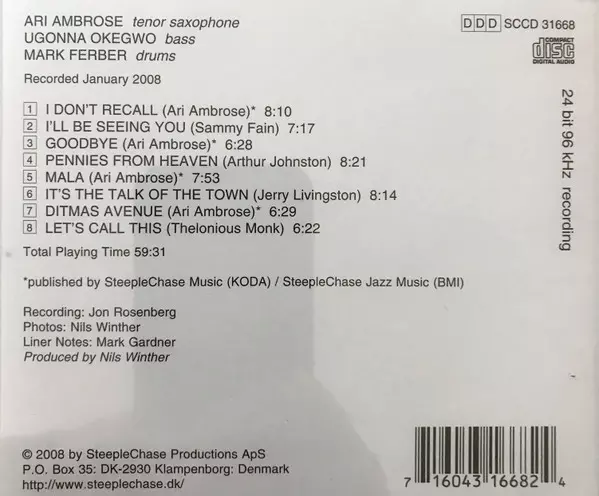 ARI AMBROSE tenor saxophone
UGONNA OKEGWO bass
MARK FERBER drums
Recorded January 2008
DDD SCCD 31668
COMPACT
disc
DIGITAL AUDIO
24 bit 96 kHz recording
1 I DON'T RECALL (Ari Ambrose)* 8:10
2 I'LL BE SEEING YOU (Sammy Fain) 7:17
3 GOODBYE (Ari Ambrose)* 6:28
4 PENNIES FROM HEAVEN (Arthur Johnston) 8:21
5 MALA (Ari Ambrose)* 7:53
6 IT'S THE TALK OF THE TOWN (Jerry Livingston) 8:14
7 DITMAS AVENUE (Ari Ambrose)* 6:29
8 LET'S CALL THIS (Thelonious Monk) 6:22
Total Playing Time 59:31
*published by SteepleChase Music (KODA) / SteepleChase Jazz Music (BMI)
Recording: Jon Rosenberg
Photos: Nils Winther
Liner Notes: Mark Gardner
Produced by Nils Winther
© 2008 by SteepleChase Productions ApS
P.O. Box 35: DK-2930 Klampenborg: Denmark
http://www.steeplechase.dk/
7 16043 16682 4